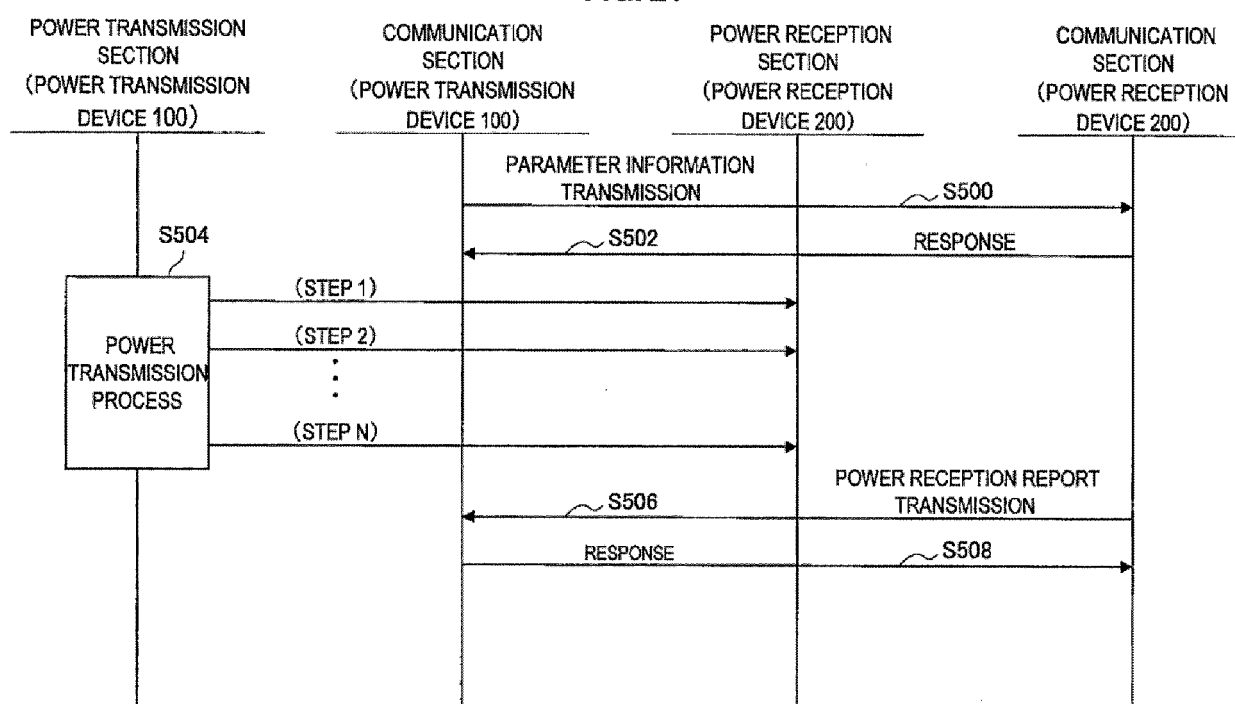 POWER TRANSMISSION
SECTION
(POWER TRANSMISSION
DEVICE 100)
COMMUNICATION
SECTION
(POWER TRANSMISSION
DEVICE 100)
POWER RECEPTION
SECTION
(POWER RECEPTION
DEVICE 200)
COMMUNICATION
SECTION
(POWER RECEPTION
DEVICE 200)
PARAMETER INFORMATION
TRANSMISSION
S500
S502
RESPONSE
S504
POWER
TRANSMISSION
PROCESS
(STEP 1)
(STEP 2)
(STEP N)
POWER RECEPTION REPORT
TRANSMISSION
S506
RESPONSE
S508